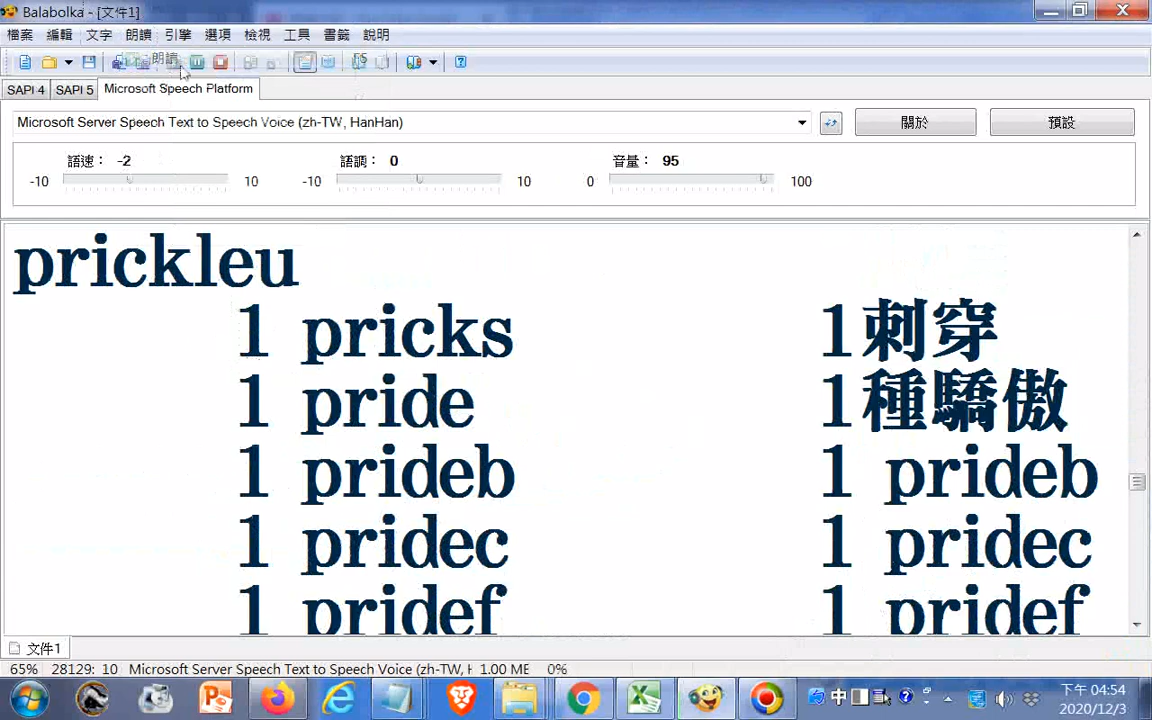 Balabolka - [文件1]
檔案 編輯 文字 朗讀 引擎 選項 檢視 工具 書籤 說明
朗讀
SAPI 4 SAPI 5 Microsoft Speech Platform
Microsoft Server Speech Text to Speech Voice (zh-TW, HanHan) 關於 預設
語速： -2 語調： 0 音量： 95
-10 10 -10 10 0 100
prickleu
1 pricks 1刺穿
1 pride 1種驕傲
1 prideb 1 prideb
1 pridec 1 pridec
1 pridef 1 pridef
文件1
65% 28129: 10 Microsoft Server Speech Text to Speech Voice (zh-TW, H 1.00 ME 0%
中 下午 04:54
2020/12/3